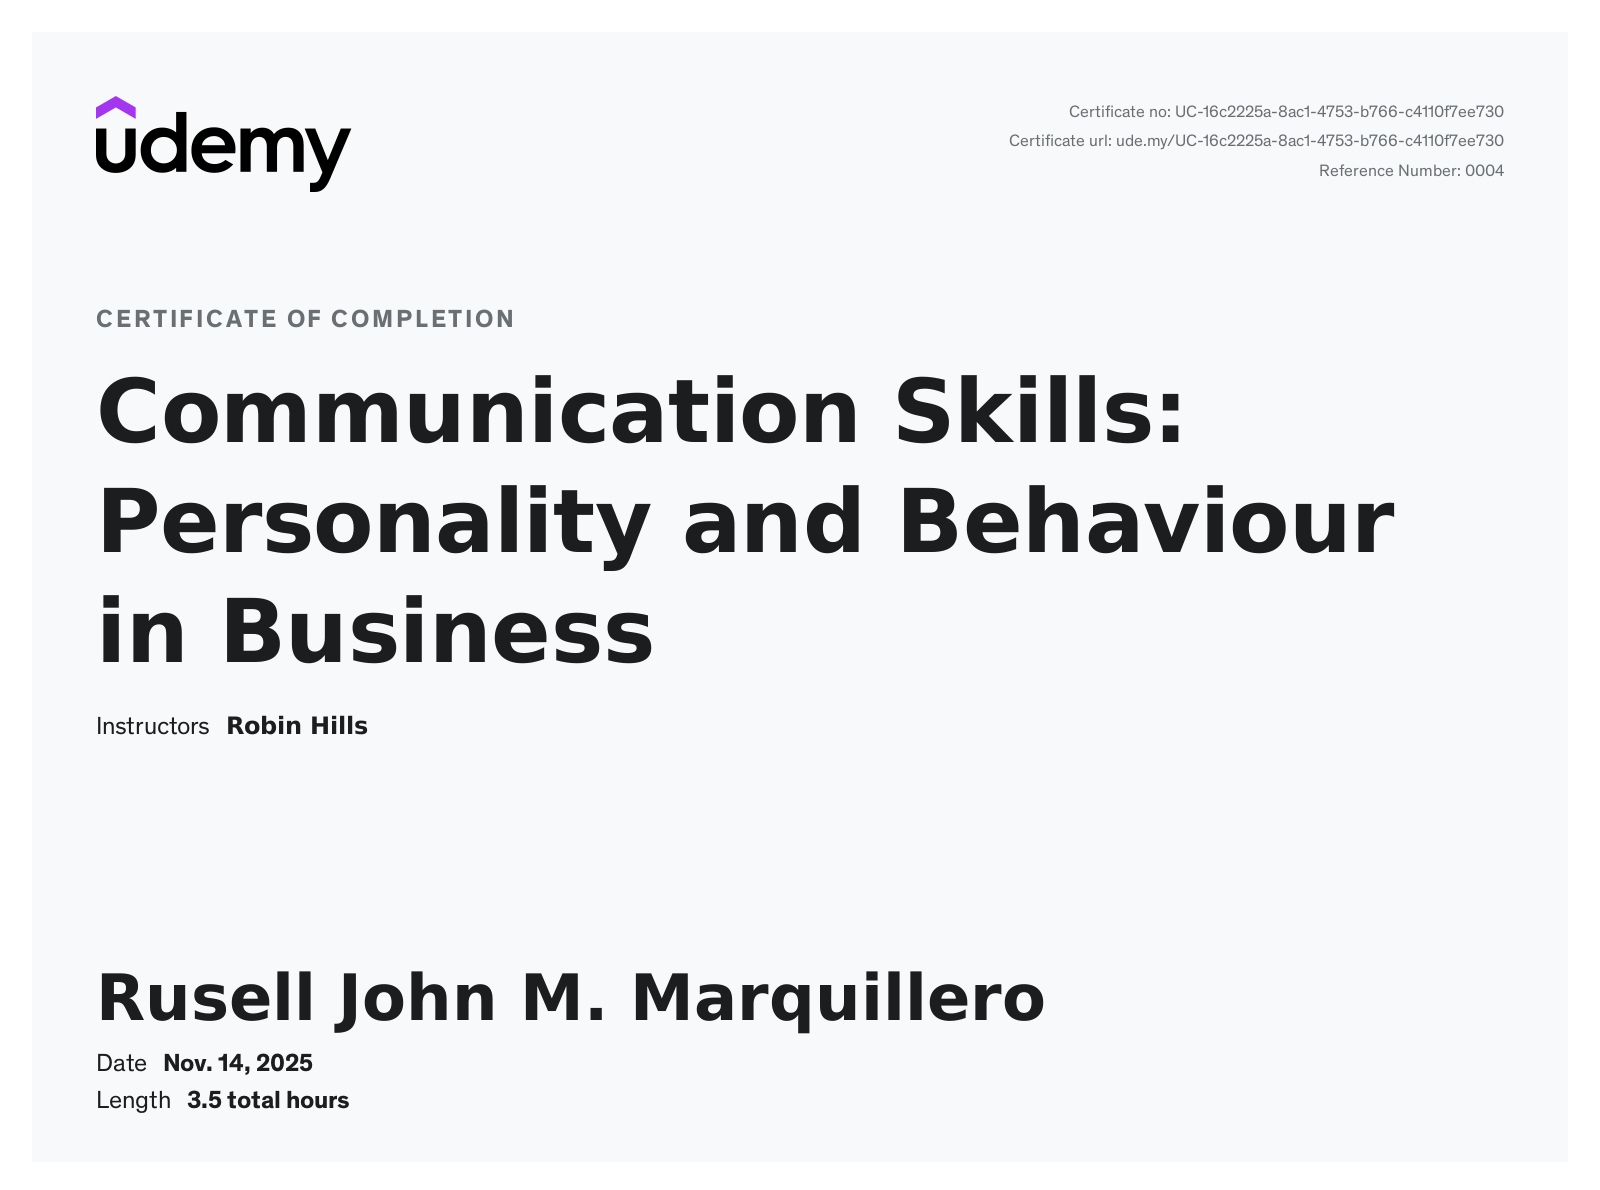 udemy
Certificate no: UC-16c2225a-8ac1-4753-b766-c4110f7ee730
Certificate url: ude.my/UC-16c2225a-8ac1-4753-b766-c4110f7ee730
Reference Number: 0004
CERTIFICATE OF COMPLETION
Communication Skills:
Personality and Behaviour
in Business
Instructors Robin Hills
Rusell John M. Marquillero
Date Nov. 14, 2025
Length 3.5 total hours